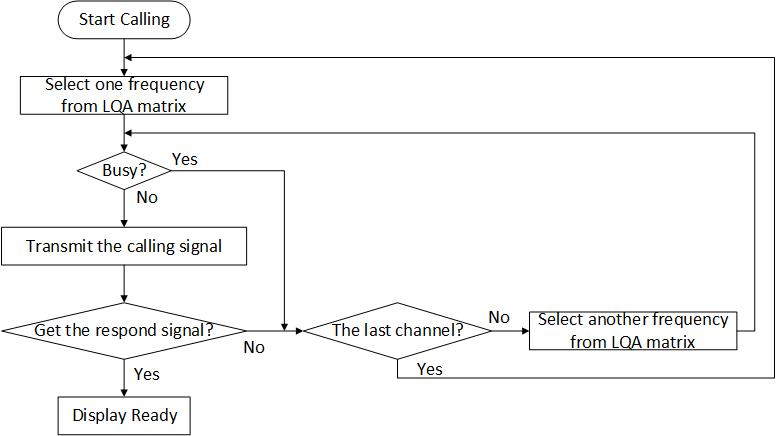 Start Calling
Select one frequency
from LQA matrix
Busy?
Yes
No
Transmit the calling signal
Get the respond signal?
No
Yes
The last channel?
No
Yes
Select another frequency
from LQA matrix
Display Ready